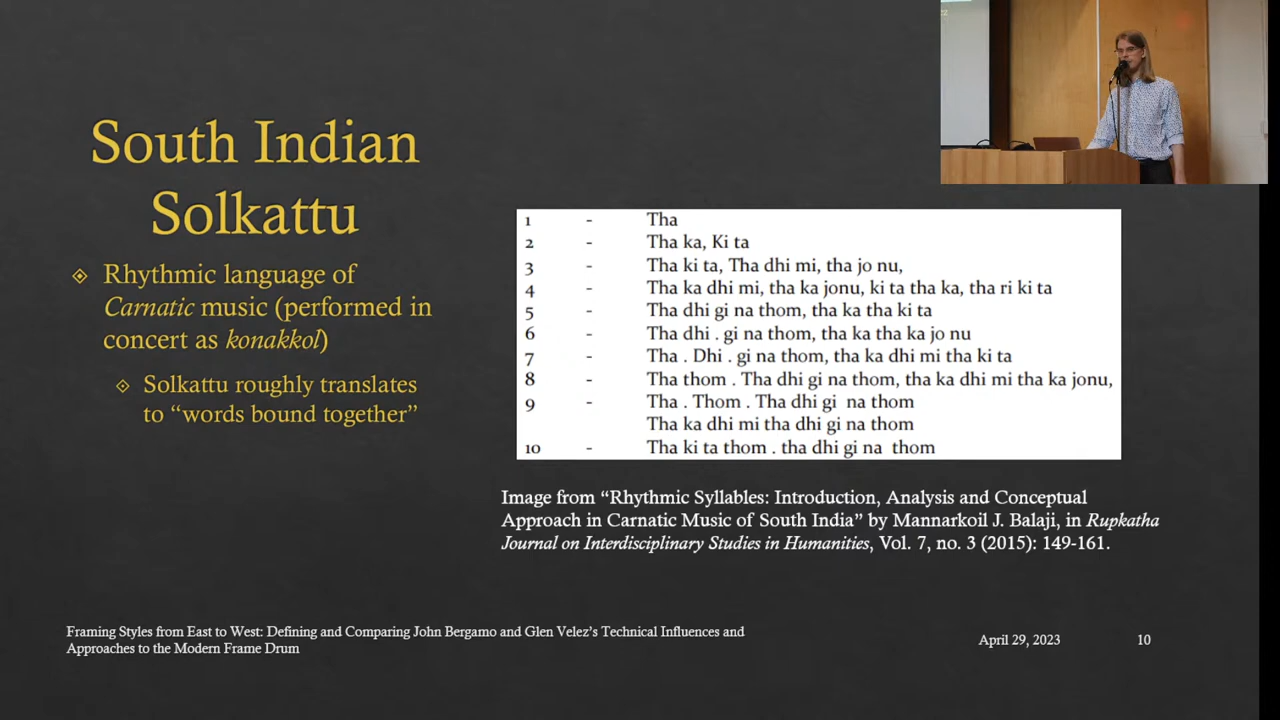 South Indian
Solkattu
Rhythmic language of
Carnatic music (performed in
concert as konakkol)
Solkattu roughly translates
to “words bound together”
1 - Tha
2 - Tha ka, Ki ta
3 - Tha ki ta, Tha dhi mi, tha jo nu,
4 - Tha ka dhi mi, tha ka jonu, ki ta tha ka, tha ri ki ta
5 - Tha dhi gi na thom, tha ka tha ki ta
6 - Tha dhi . gi na thom, tha ka tha ka jo nu
7 - Tha . Dhi . gi na thom, tha ka dhi mi tha ki ta
8 - Tha thom . Tha dhi gi na thom, tha ka dhi mi tha ka jonu,
9 - Tha . Thom . Tha dhi gi na thom
Tha ka dhi mi tha dhi gi na thom
10 - Tha ki ta thom . tha dhi gi na thom
Image from “Rhythmic Syllables: Introduction, Analysis and Conceptual
Approach in Carnatic Music of South India” by Mannarkoil J. Balaji, in Rupkatha
Journal on Interdisciplinary Studies in Humanities, Vol. 7, no. 3 (2015): 149-161.
Framing Styles from East to West: Defining and Comparing John Bergamo and Glen Velez’s Technical Influences and
Approaches to the Modern Frame Drum
April 29, 2023
10